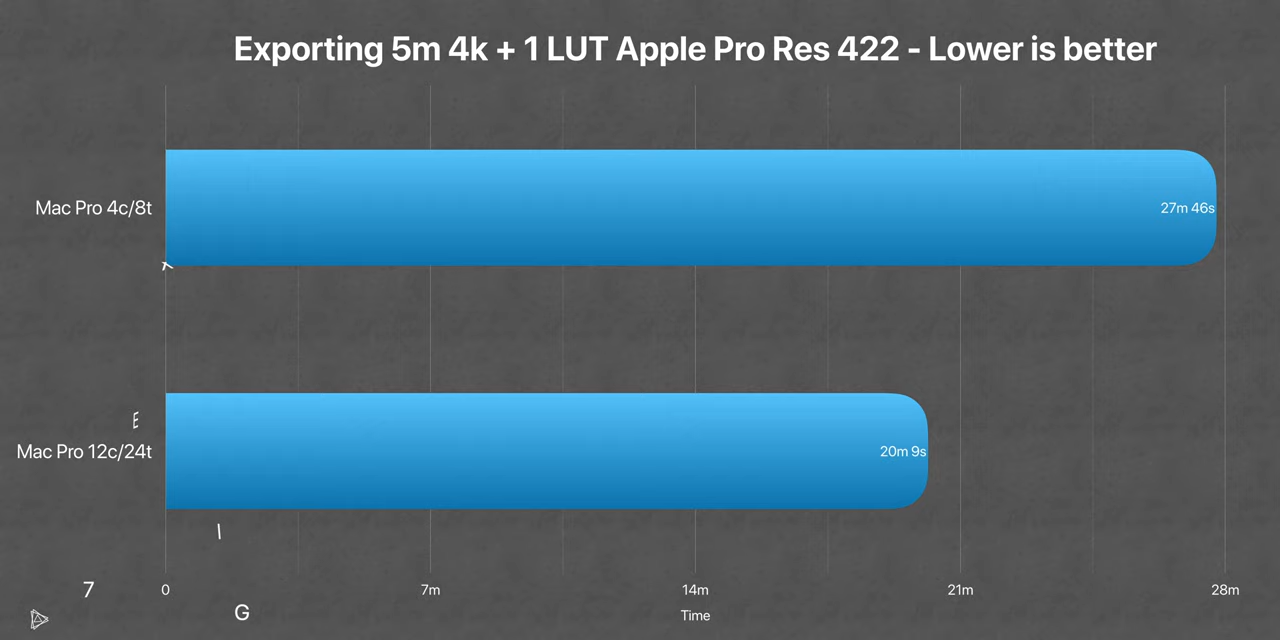 Exporting 5m 4k + 1 LUT Apple Pro Res 422 - Lower is better
Mac Pro 4c/8t
27m 46s
E
Mac Pro 12c/24t
20m 9s
7
0
7m
14m
21m
28m
G
Time